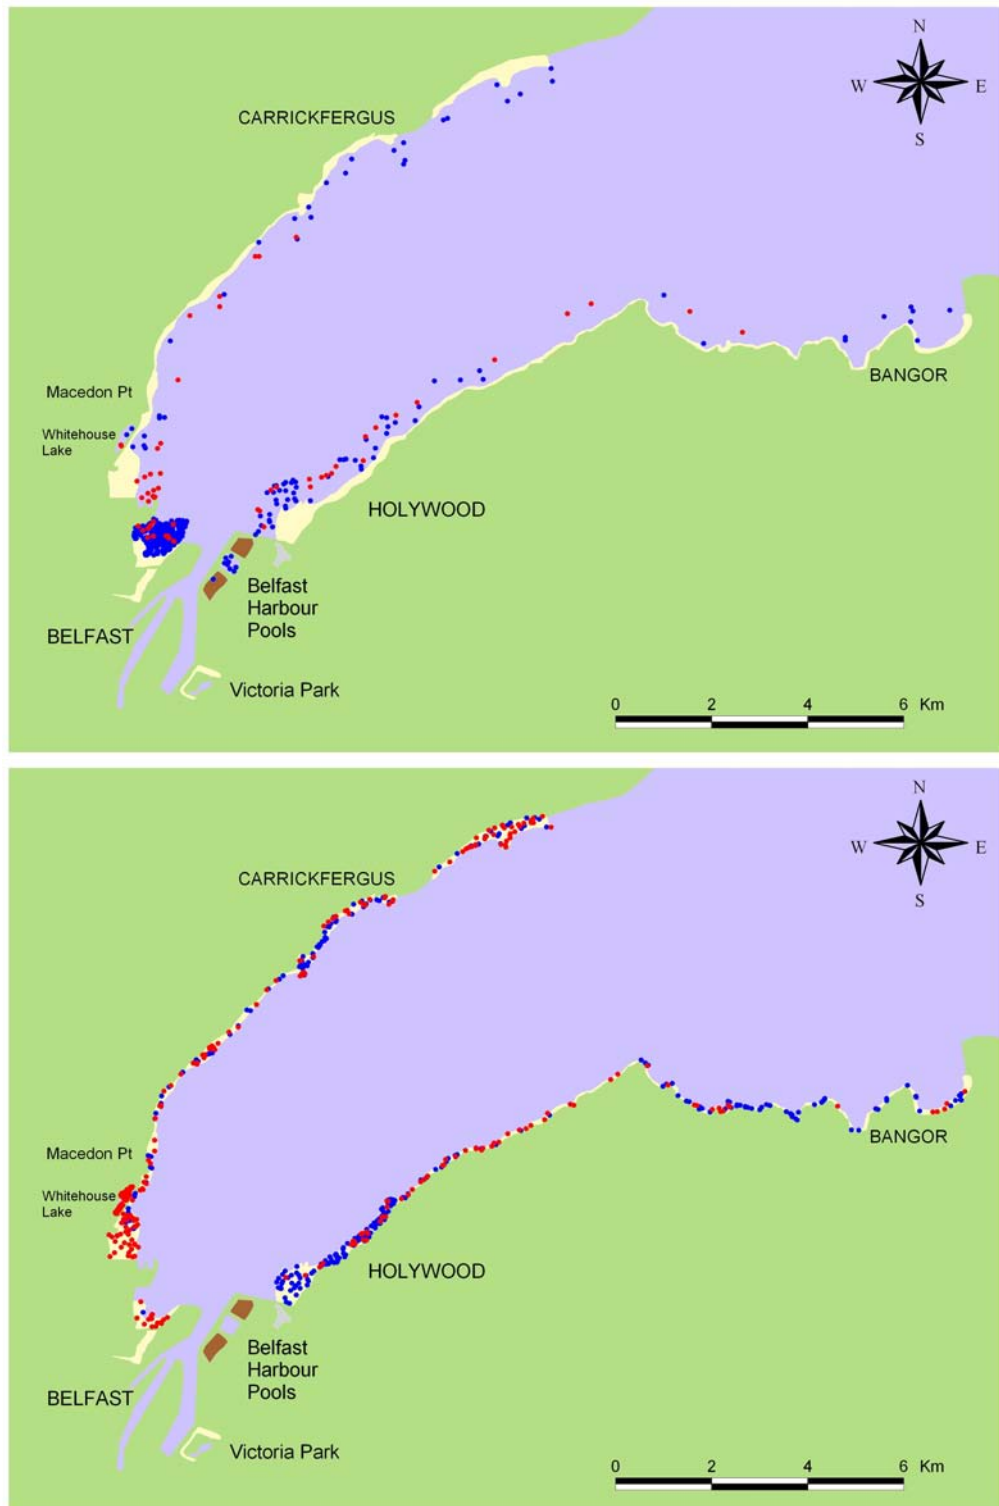 N
W E
S
CARRICKFERGUS
Macedon Pt
Whitehouse
Lake
BANGOR
HOLYWOOD
Belfast
Harbour
Pools
BELFAST
Victoria Park
0 2 4 6 Km
N
W E
S
CARRICKFERGUS
Macedon Pt
Whitehouse
Lake
BANGOR
HOLYWOOD
Belfast
Harbour
Pools
BELFAST
Victoria Park
0 2 4 6 Km